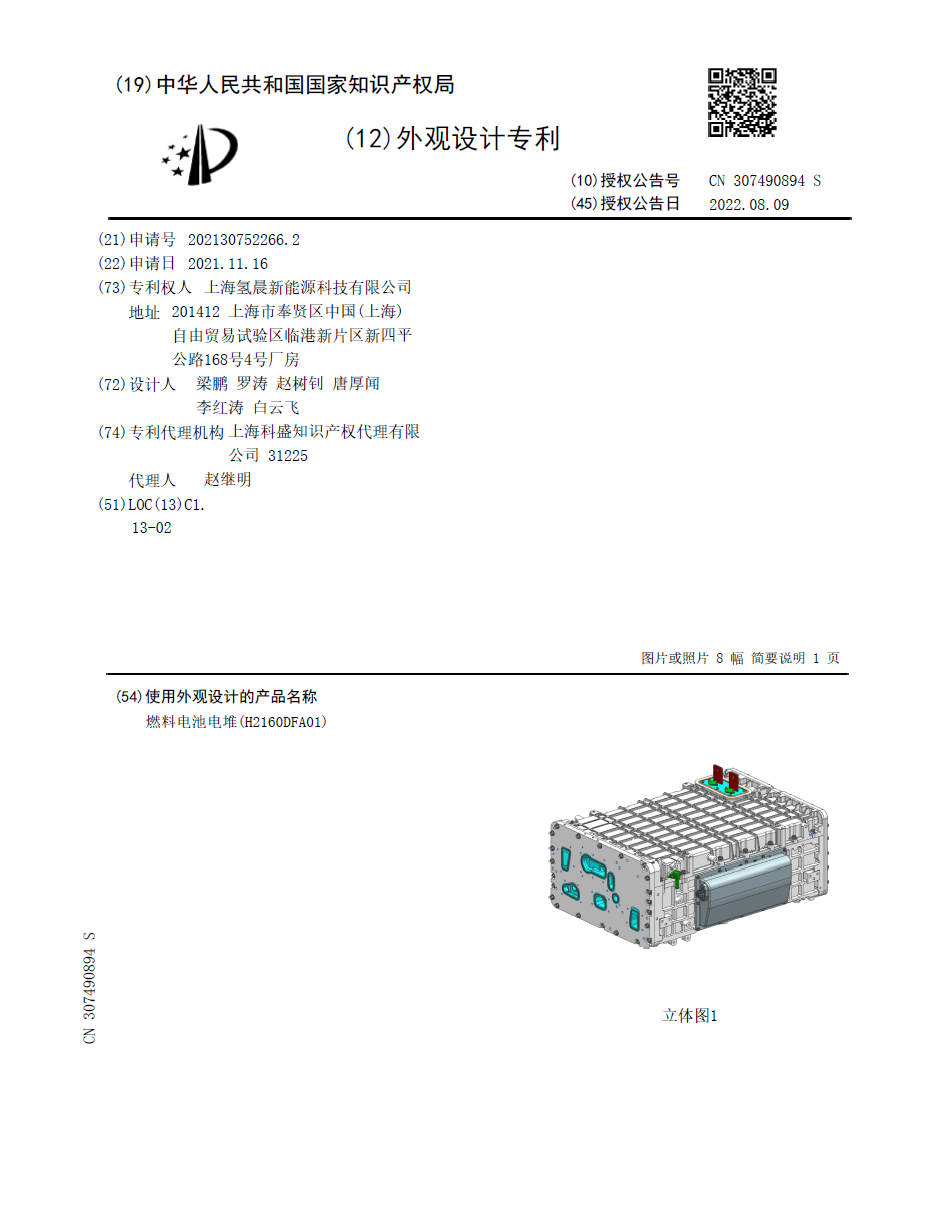 (19)中华人民共和国国家知识产权局
(12)外观设计专利
(10)授权公告号 CN 307490894 S
(45)授权公告日 2022.08.09
(21)申请号 202130752266.2
(22)申请日 2021.11.16
(73)专利权人 上海氢晨新能源科技有限公司
地址 201412 上海市奉贤区中国(上海)
自由贸易试验区临港新片区新四平
公路168号4号厂房
(72)设计人 梁鹏 罗涛 赵树钊 唐厚闻
李红涛 白云飞
(74)专利代理机构 上海科盛知识产权代理有限
公司 31225
代理人 赵继明
(51)LOC(13)Cl.
13-02
图片或照片 8 幅 简要说明 1 页
(54)使用外观设计的产品名称
燃料电池电堆(H2160DFA01)
立体图1
CN 307490894 S